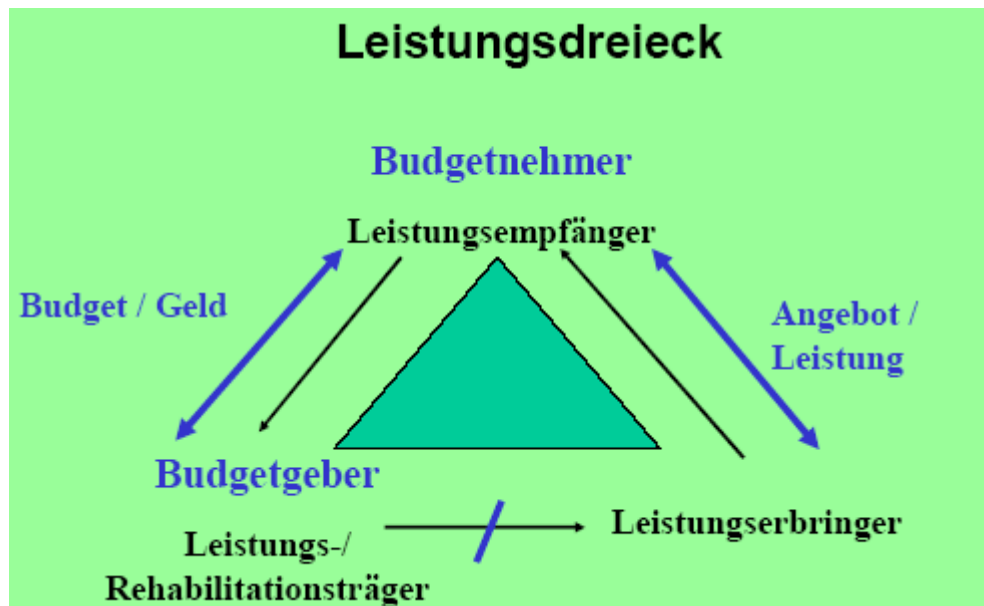 Leistungsdreieck
Budgetnehmer
Leistungsempfänger
Budget / Geld
Angebot /
Leistung
Budgetgeber
Leistungserbringer
Leistungs-/
Rehabilitationsträger